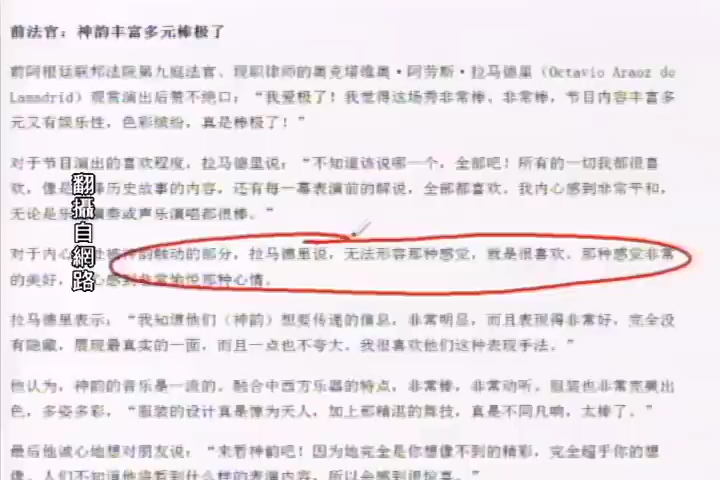 前法官：神韵丰富多元棒极了
前阿根廷联邦法院第九庭法官、现职律师的奥克塔维奥·阿劳斯·拉马德里（Octavio Araoz de
Lamadrid）观赏演出后赞不绝口：“我爱极了！我觉得这场秀非常棒、非常棒，节目内容丰富多
元又有娱乐性，色彩缤纷，真是棒极了！”
对于节目演出的喜欢程度，拉马德里说：“不知道该说哪一个，全部吧！所有的一切我都很喜
欢，像是 择历史故事的内容，还有每一幕表演前的解说，全部都喜欢。我内心感到非常平和，
无论是乐 演奏或声乐演唱都很棒。”
对于内心 处被神韵触动的部分，拉马德里说，无法形容那种感觉，就是很喜欢，那种感觉非常
的美好， 心感到非常愉悦那种心情。
拉马德里表示：“我知道他们（神韵）想要传递的信息，非常明显，而且表现得非常好，完全没
有隐藏，展现最真实的一面，而且一点也不夸大。我很喜欢他们这种表现手法。”
他认为，神韵的音乐是一流的，融合中西方乐器的特点，非常棒，非常动听。服装也非常完美出
色，多姿多彩，“服装的设计真是惊为天人，加上那精湛的舞技，真是不同凡响，太棒了。”
最后他诚心地想对朋友说：“来看神韵吧！因为他完全是你想像不到的精彩，完全超乎你的想
像。人们不知道他将看到什么样的表演内容，所以会感到很惊喜。”
翻攝自網路